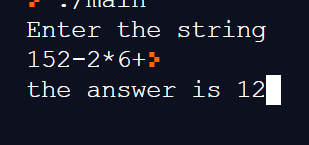 ./main
Enter the string
152-2*6+
the answer is 12